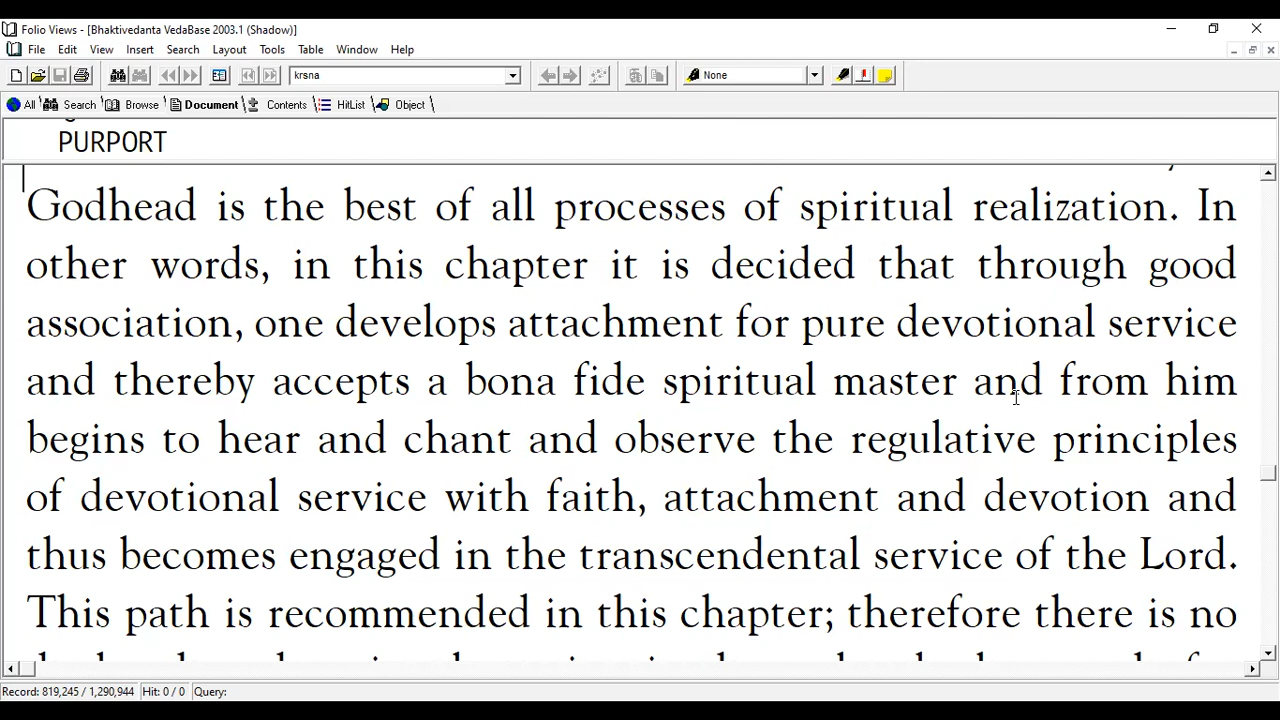 Folio Views - [Bhaktivedanta VedaBase 2003.1 (Shadow)]
File Edit View Insert Search Layout Tools Table Window Help
krsna None
All Search Browse Document Contents HitList Object
PURPORT
Godhead is the best of all processes of spiritual realization. In
other words, in this chapter it is decided that through good
association, one develops attachment for pure devotional service
and thereby accepts a bona fide spiritual master and from him
begins to hear and chant and observe the regulative principles
of devotional service with faith, attachment and devotion and
thus becomes engaged in the transcendental service of the Lord.
This path is recommended in this chapter; therefore there is no
Record: 819,245 / 1,290,944 Hit: 0 / 0 Query: